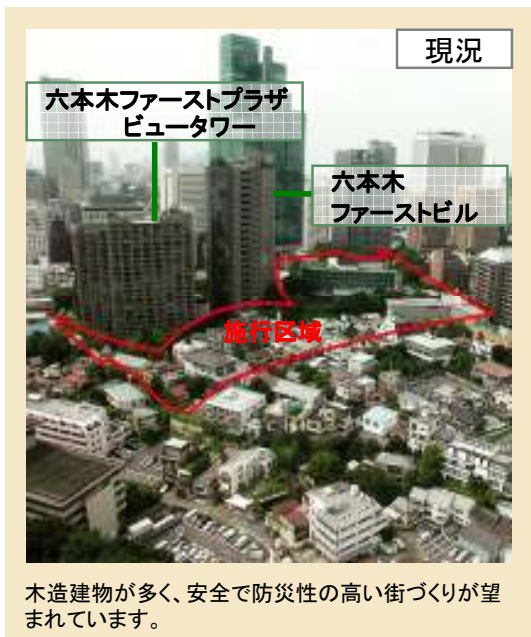 現況
六本木ファーストプラザ
ビュータワー
六本木
ファーストビル
施行区域
木造建物が多く、安全で防災性の高い街づくりが望
まれています。